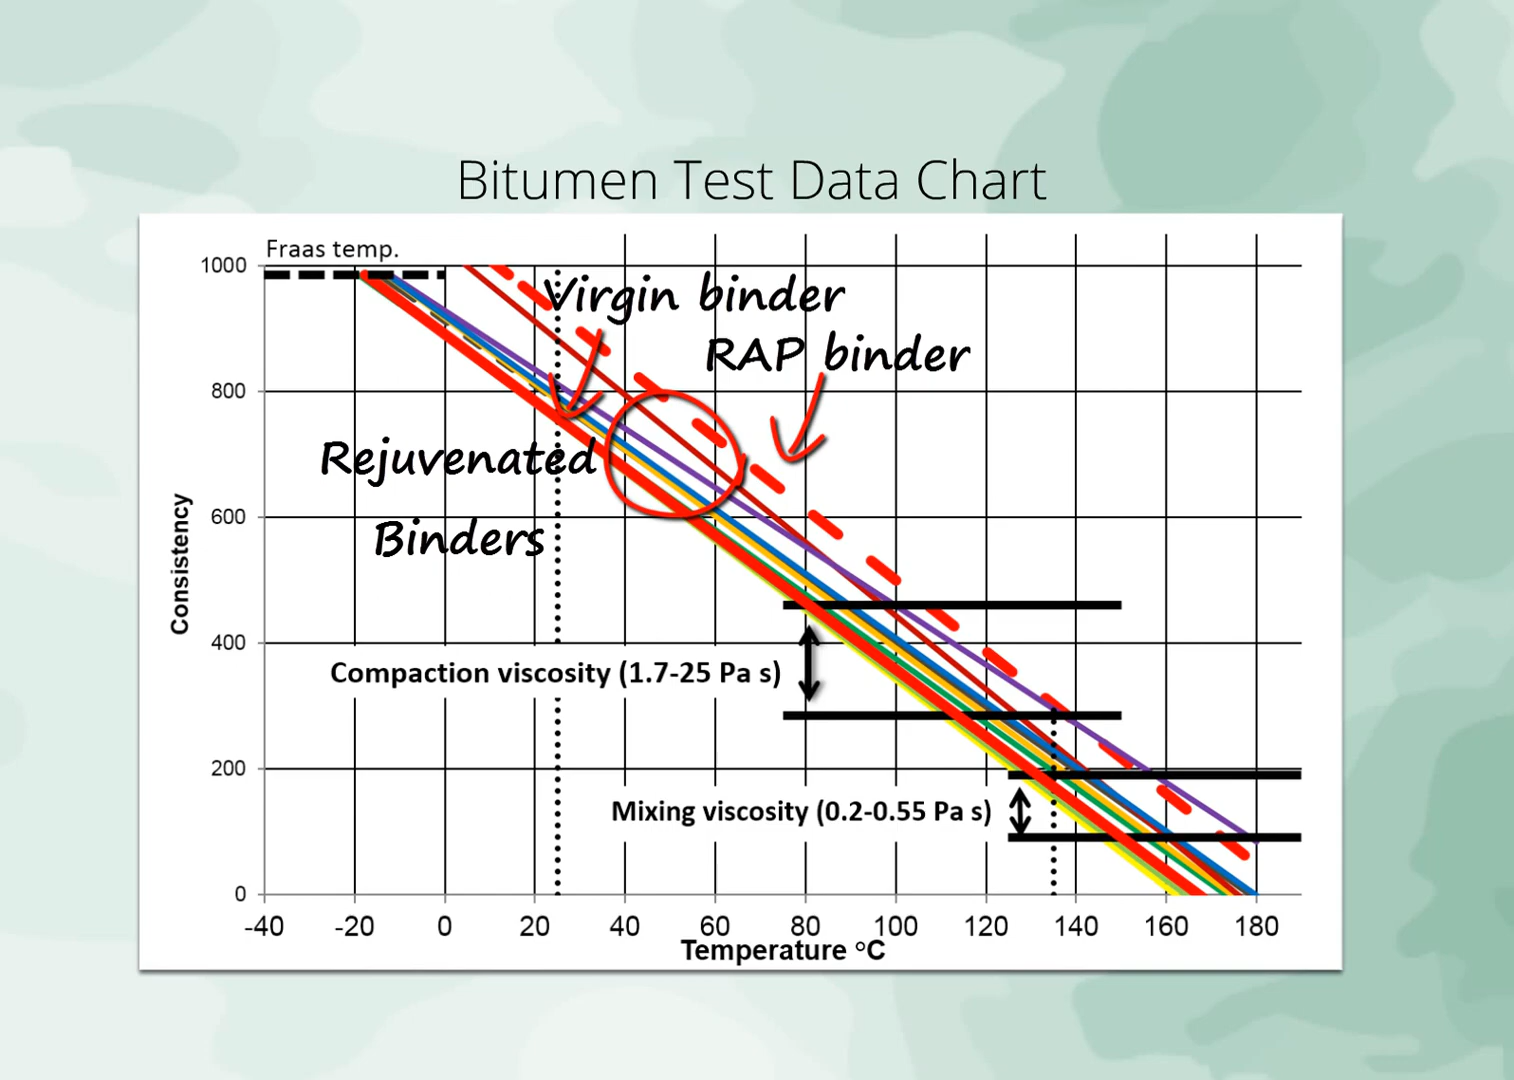 Bitumen Test Data Chart
Fraas temp.
1000
800
600
400
200
0
Consistency
Virgin binder
RAP binder
Rejuvenated
Binders
Compaction viscosity (1.7-25 Pa s)
Mixing viscosity (0.2-0.55 Pa s)
-40 -20 0 20 40 60 80 100 120 140 160 180
Temperature °C